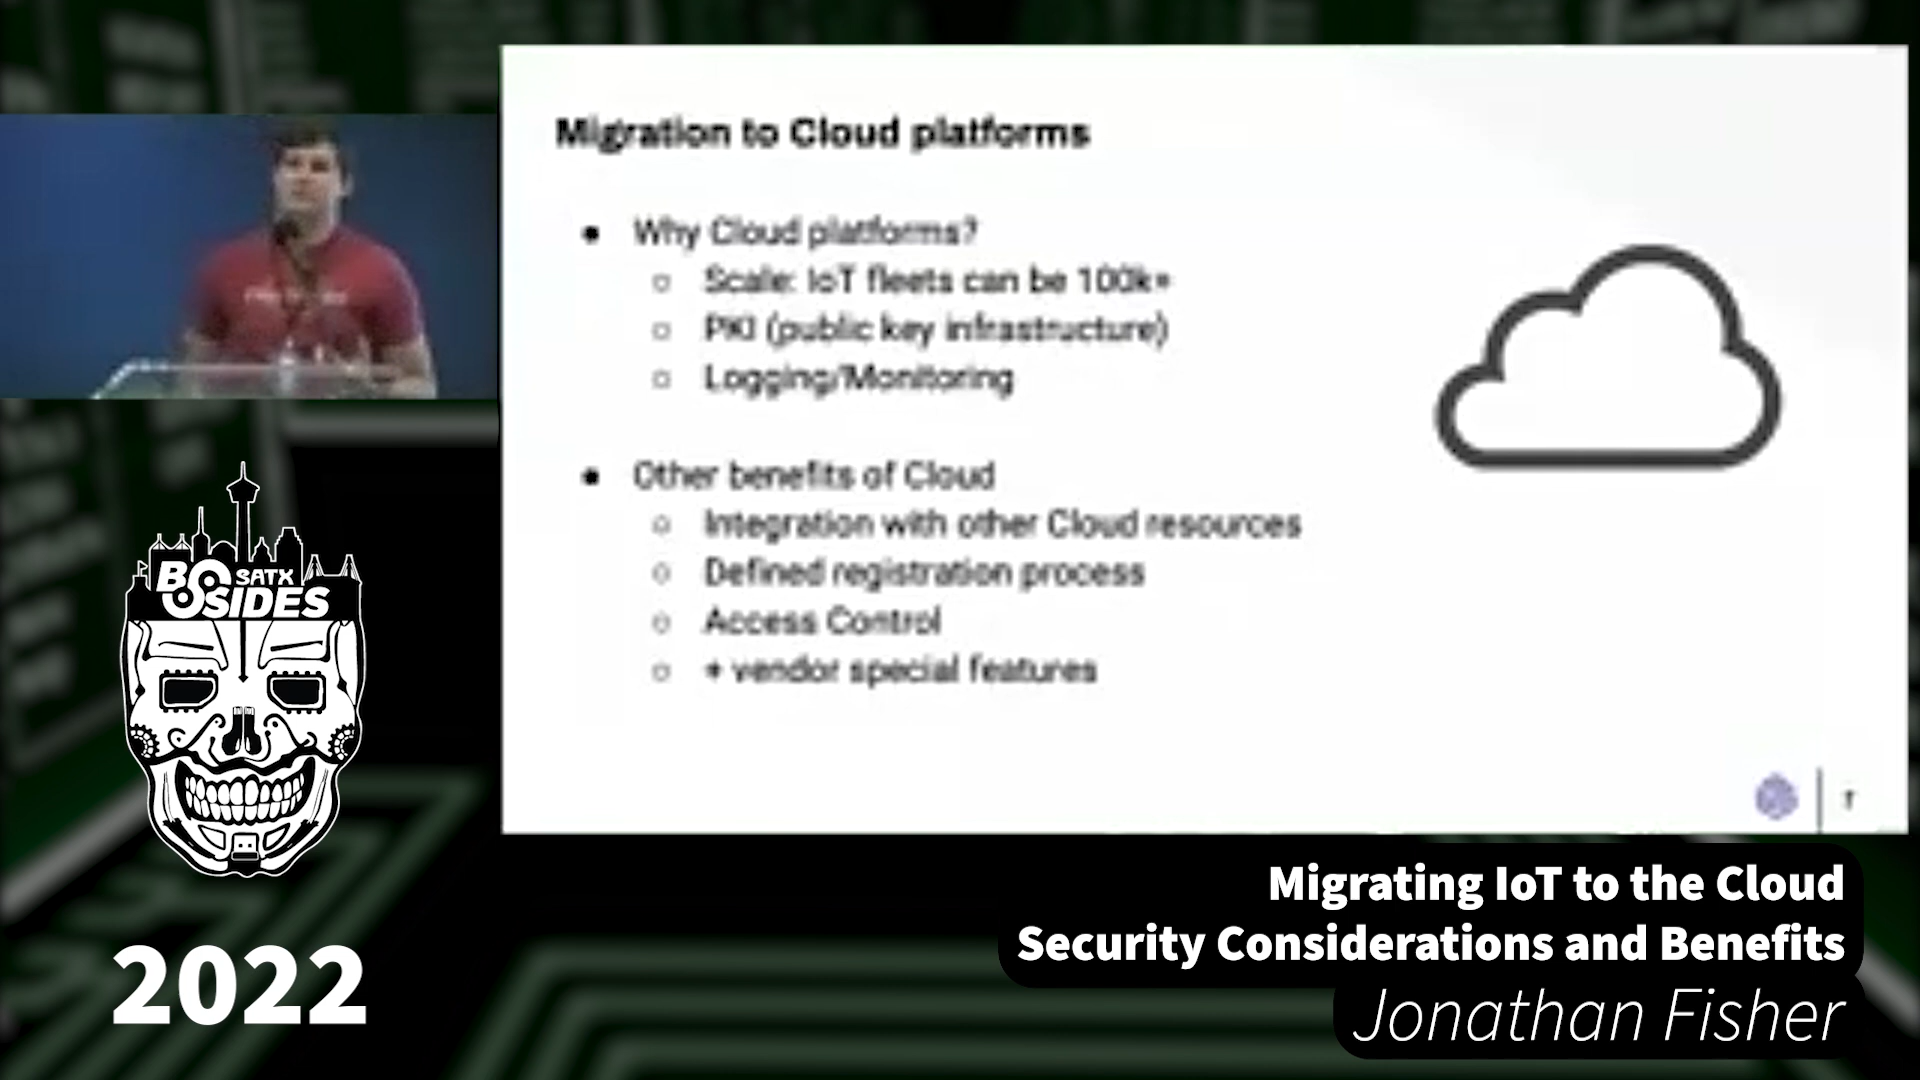 Migration to Cloud platforms
● Why Cloud platforms?
○ Scale: IoT fleets can be 100k+
○ PKI (public key infrastructure)
○ Logging/Monitoring
● Other benefits of Cloud
○ Integration with other Cloud resources
○ Defined registration process
○ Access Control
○ + vendor special features
7
BSIDES
SATX
2022
Migrating IoT to the Cloud
Security Considerations and Benefits
Jonathan Fisher